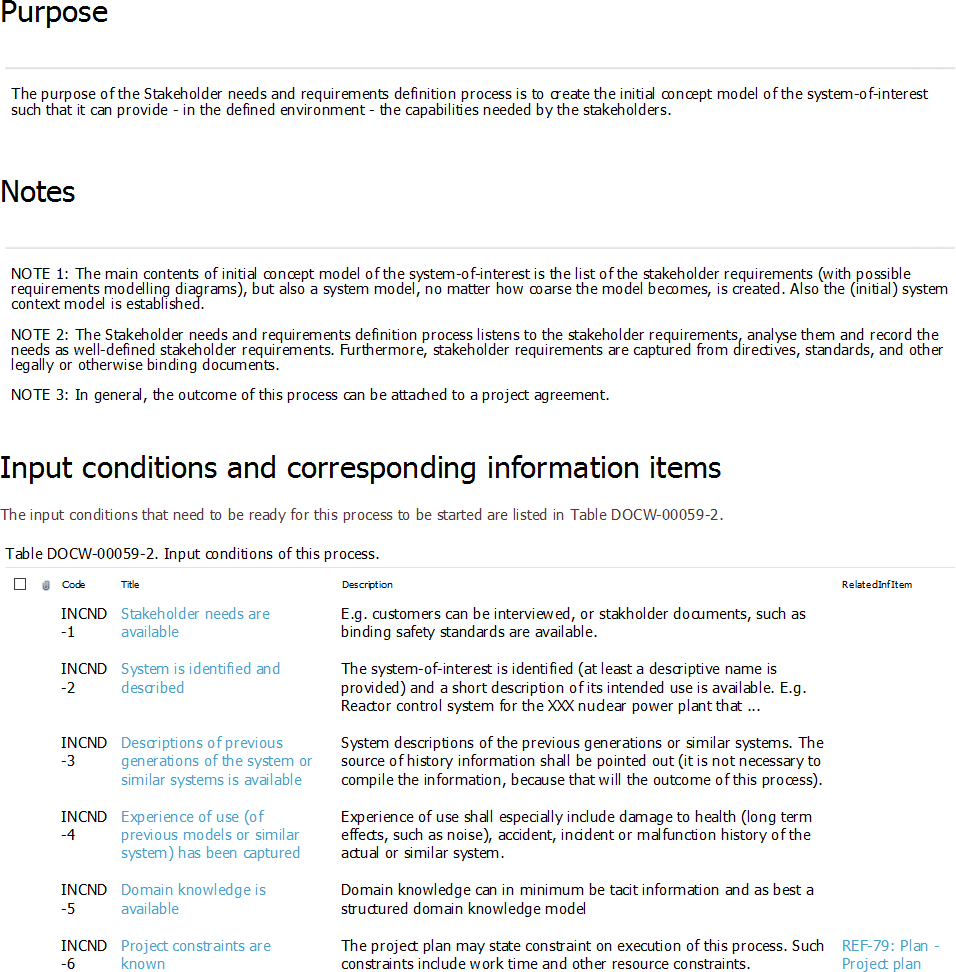 Purpose
The purpose of the Stakeholder needs and requirements definition process is to create the initial concept model of the system-of-interest
such that it can provide - in the defined environment - the capabilities needed by the stakeholders.
Notes
NOTE 1: The main contents of initial concept model of the system-of-interest is the list of the stakeholder requirements (with possible
requirements modelling diagrams), but also a system model, no matter how coarse the model becomes, is created. Also the (initial) system
context model is established.
NOTE 2: The Stakeholder needs and requirements definition process listens to the stakeholder requirements, analyse them and record the
needs as well-defined stakeholder requirements. Furthermore, stakeholder requirements are captured from directives, standards, and other
legally or otherwise binding documents.
NOTE 3: In general, the outcome of this process can be attached to a project agreement.
Input conditions and corresponding information items
The input conditions that need to be ready for this process to be started are listed in Table DOCW-00059-2.
Table DOCW-00059-2. Input conditions of this process.
Code Title Description RelatedInfItem
INCND Stakeholder needs are E.g. customers can be interviewed, or stakholder documents, such as
-1 available binding safety standards are available.
INCND System is identified and The system-of-interest is identified (at least a descriptive name is
-2 described provided) and a short description of its intended use is available. E.g.
Reactor control system for the XXX nuclear power plant that ...
INCND Descriptions of previous System descriptions of the previous generations or similar systems. The
-3 generations of the system or source of history information shall be pointed out (it is not necessary to
similar systems is available compile the information, because that will the outcome of this process).
INCND Experience of use (of Experience of use shall especially include damage to health (long term
-4 previous models or similar effects, such as noise), accident, incident or malfunction history of the
system) has been captured actual or similar system.
INCND Domain knowledge is Domain knowledge can in minimum be tacit information and as best a
-5 available structured domain knowledge model
INCND Project constraints are The project plan may state constraint on execution of this process. Such REF-79: Plan -
-6 known constraints include work time and other resource constraints. Project plan